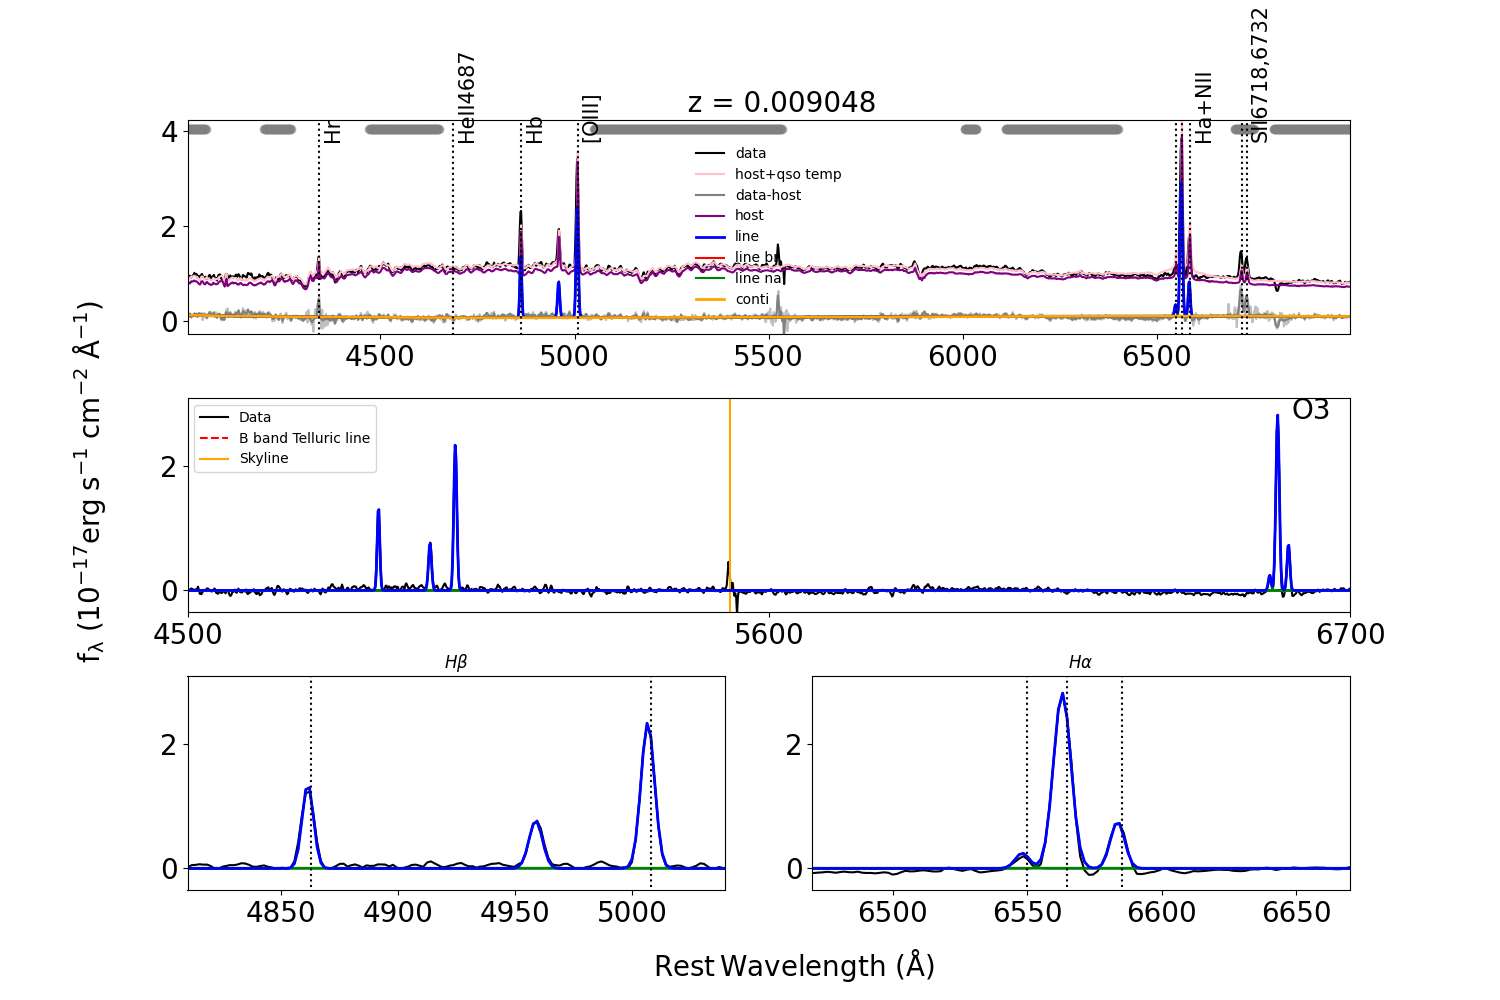 z = 0.009048
Hr
HeII4687
Hb
[OIII]
Ha+NII
SII6718,6732
4
2
0
data
host+qso temp
data-host
host
line
line br
line na
conti
4500 5000 5500 6000 6500
fλ (10−17erg s−1 cm−2 Å−1)
O3
Data
B band Telluric line
Skyline
2
0
4500 5600 6700
Hβ
2
0
4850 4900 4950 5000
Hα
2
0
6500 6550 6600 6650
Rest Wavelength (Å)